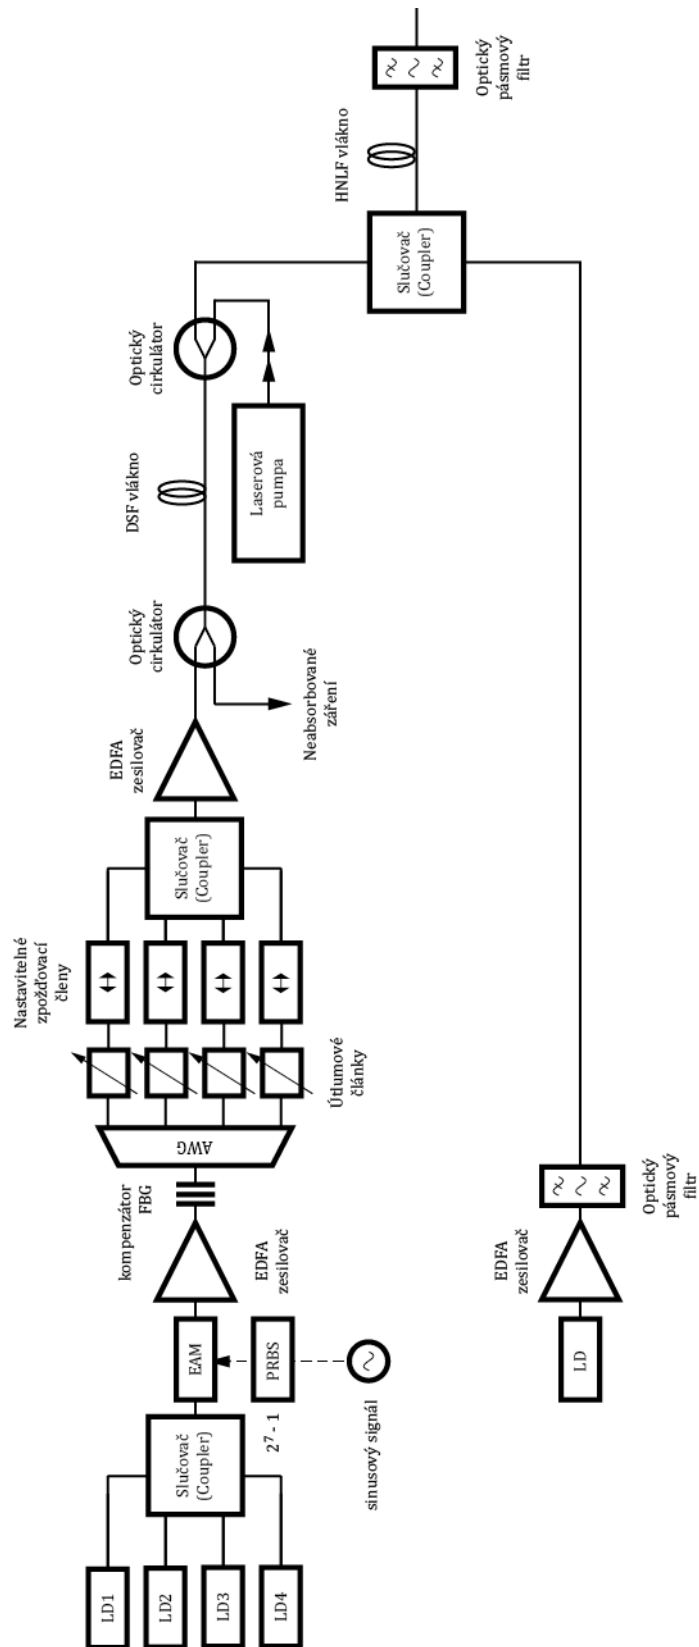 LD1
LD2
LD3
LD4
Slučovač
(Coupler)
EAM
PRBS
2⁷ - 1
sinusový signál
EDFA
zesilovač
kompenzátor
FBG
AWG
Útlumové
články
Nastavitelné
zpožďovací
členy
Slučovač
(Coupler)
EDFA
zesilovač
Neabsorbované
záření
Optický
cirkulátor
DSF vlákno
Laserová
pumpa
Optický
cirkulátor
Slučovač
(Coupler)
HNLF vlákno
Optický
pásmový
filtr
LD
EDFA
zesilovač
Optický
pásmový
filtr